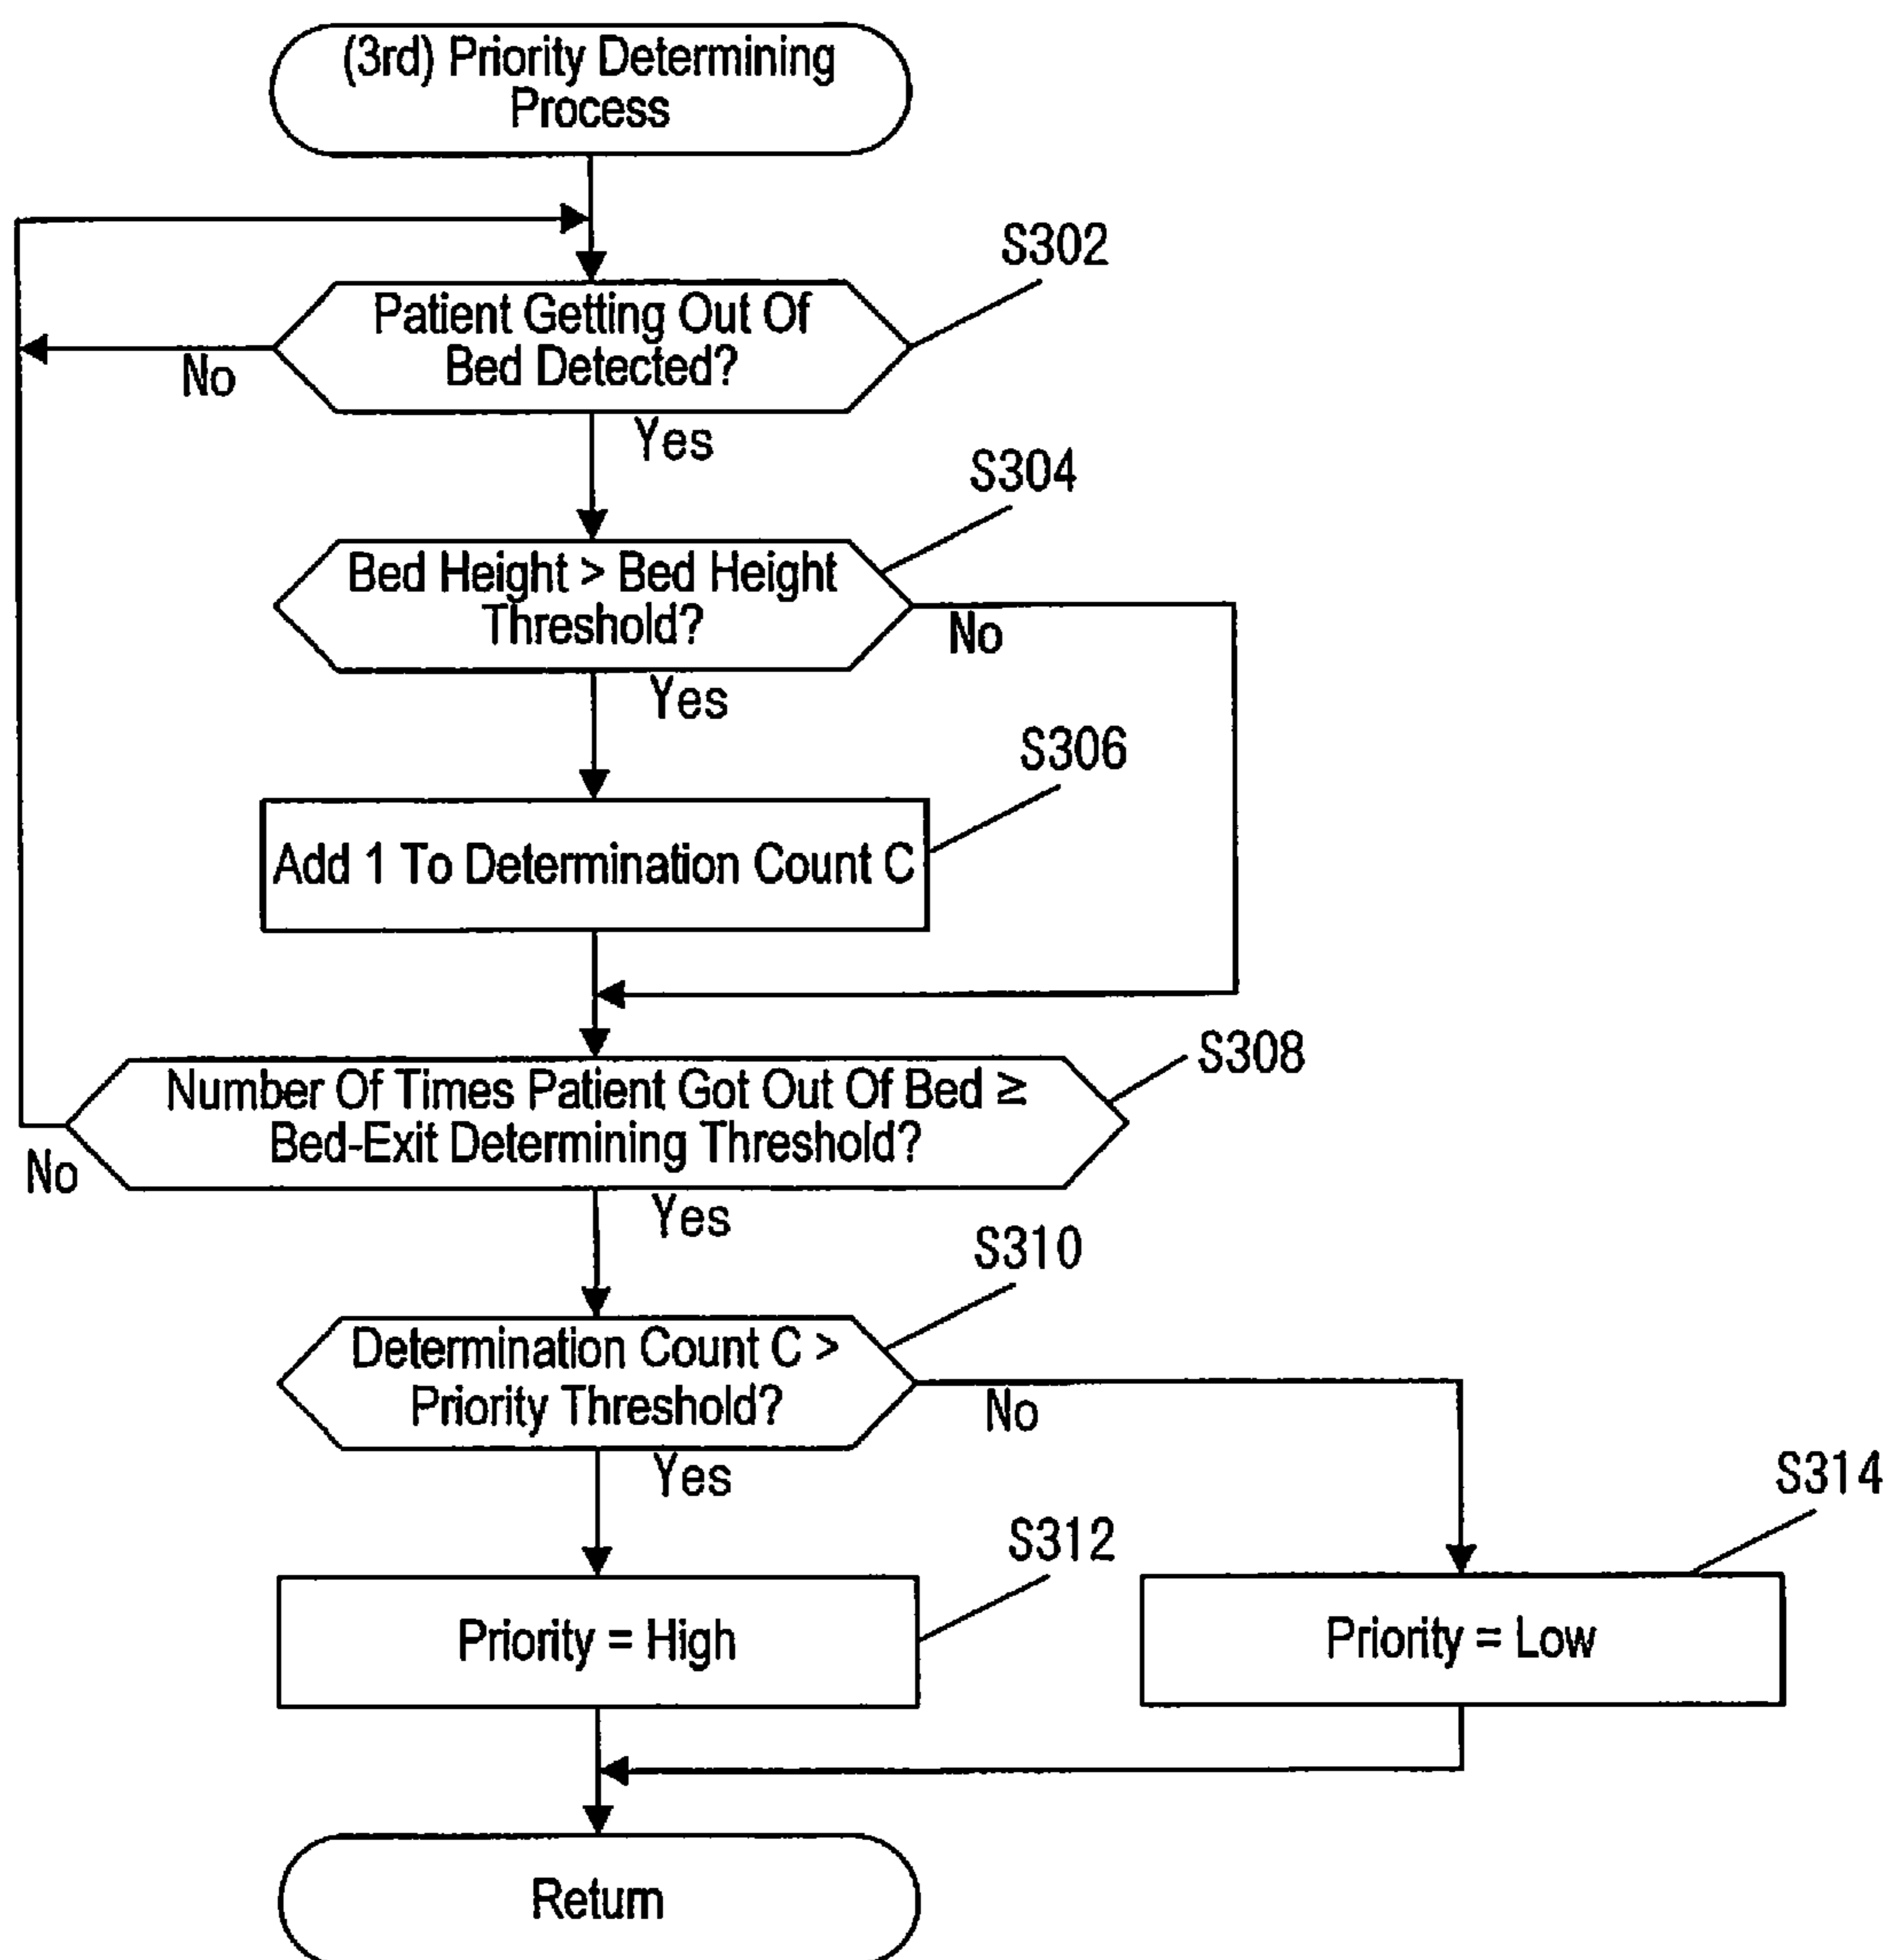 (3rd) Priority Determining
Process
S302
Patient Getting Out Of
Bed Detected?
No
Yes
S304
Bed Height > Bed Height
Threshold?
No
Yes
S306
Add 1 To Determination Count C
S308
Number Of Times Patient Got Out Of Bed ≥
Bed-Exit Determining Threshold?
No
Yes
S310
Determination Count C >
Priority Threshold?
No
Yes
S314
S312
Priority = High
Priority = Low
Return